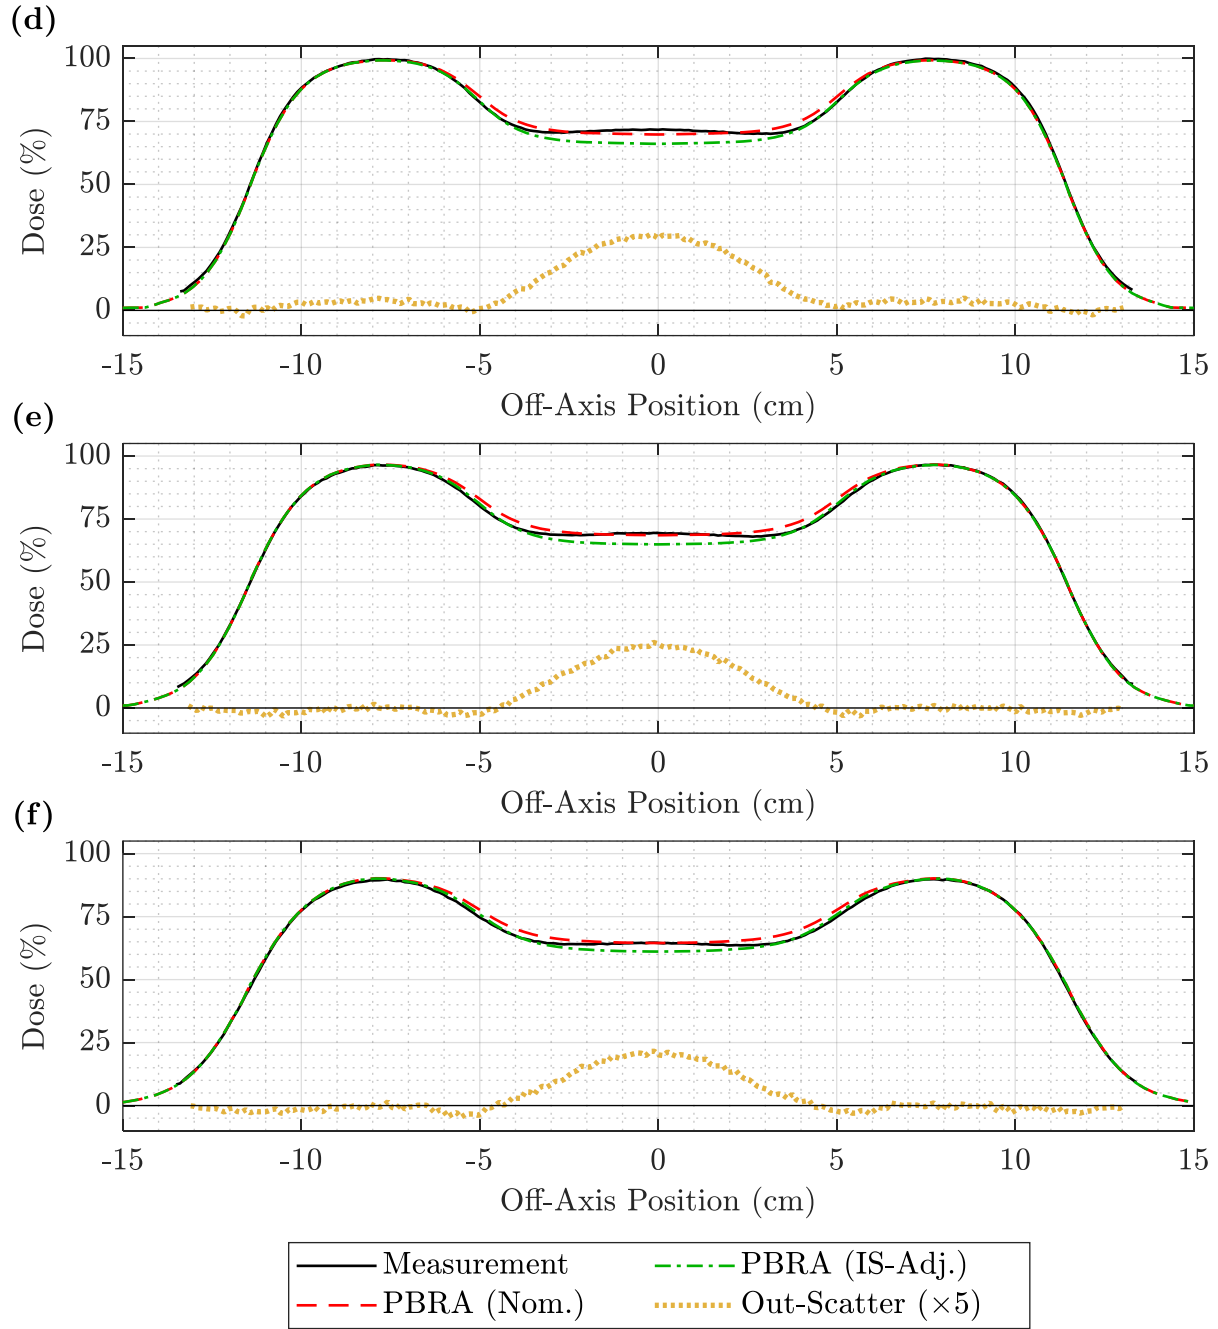 (d)
100
75
50
25
0
Dose (%)
-15 -10 -5 0 5 10 15
Off-Axis Position (cm)
(e)
100
75
50
25
0
Dose (%)
-15 -10 -5 0 5 10 15
Off-Axis Position (cm)
(f)
100
75
50
25
0
Dose (%)
-15 -10 -5 0 5 10 15
Off-Axis Position (cm)
Measurement PBRA (IS-Adj.)
PBRA (Nom.) Out-Scatter (×5)